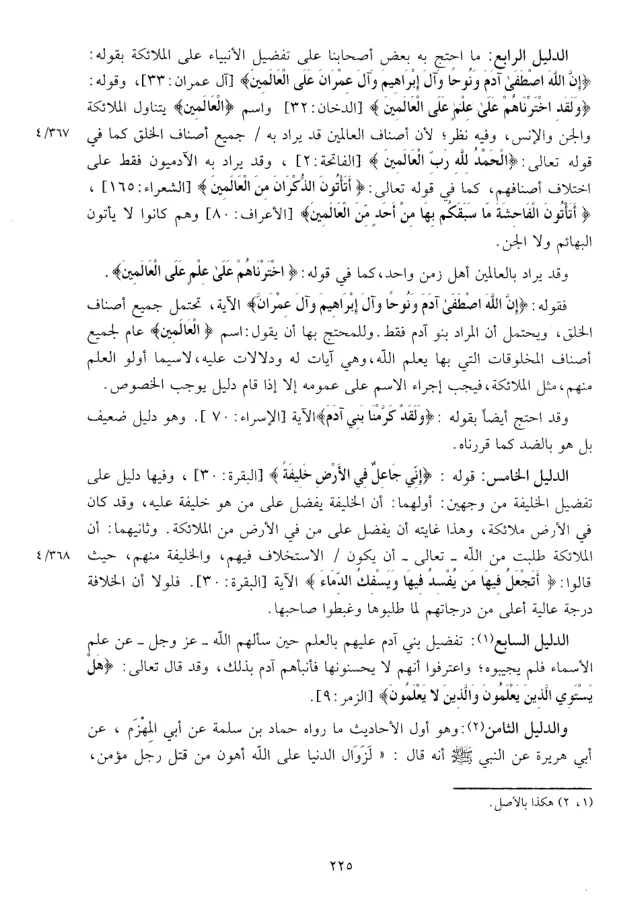 الدليل الرابع: ما احتج به بعض أصحابنا على تفضيل الأنبياء على الملائكة بقوله:
﴿إِنَّ اللَّهَ اصْطَفَىٰ آدَمَ وَنُوحًا وَآلَ إِبْرَاهِيمَ وَآلَ عِمْرَانَ عَلَى الْعَالَمِينَ﴾ [آل عمران:٣٣]، وقوله:
﴿وَلَقَدِ اخْتَرْنَاهُمْ عَلَىٰ عِلْمٍ عَلَى الْعَالَمِينَ﴾ [الدخان:٣٢] واسم ﴿الْعَالَمِينَ﴾ يتناول الملائكة
والجن والإنس، وفيه نظر؛ لأن أصناف العالمين قد يراد به / جميع أصناف الخلق كما في ٤/٣٦٧
قوله تعالى: ﴿الْحَمْدُ لِلَّهِ رَبِّ الْعَالَمِينَ﴾ [الفاتحة:٢] ، وقد يراد به الآدميون فقط على
اختلاف أصنافهم، كما في قوله تعالى: ﴿أَتَأْتُونَ الذُّكْرَانَ مِنَ الْعَالَمِينَ﴾ [الشعراء:١٦٥] ،
﴿أَتَأْتُونَ الْفَاحِشَةَ مَا سَبَقَكُم بِهَا مِنْ أَحَدٍ مِّنَ الْعَالَمِينَ﴾ [الأعراف:٨٠] وهم كانوا لا يأتون
البهائم ولا الجن.
وقد يراد بالعالمين أهل زمن واحد،كما في قوله: ﴿اخْتَرْنَاهُمْ عَلَىٰ عِلْمٍ عَلَى الْعَالَمِينَ﴾ .
فقوله: ﴿إِنَّ اللَّهَ اصْطَفَىٰ آدَمَ وَنُوحًا وَآلَ إِبْرَاهِيمَ وَآلَ عِمْرَانَ﴾ الآية، تحتمل جميع أصناف
الخلق، ويحتمل أن المراد بنو آدم فقط.وللمحتج بها أن يقول:اسم ﴿الْعَالَمِينَ﴾ عام لجميع
أصناف المخلوقات التي بها يعلم الله،وهي آيات له ودلالات عليه،لاسيما أولو العلم
منهم،مثل الملائكة،فيجب إجراء الاسم على عمومه إلا إذا قام دليل يوجب الخصوص.
وقد احتج أيضاً بقوله :﴿وَلَقَدْ كَرَّمْنَا بَنِي آدَمَ﴾الآية [الإسراء:٧٠]. وهو دليل ضعيف
بل هو بالضد كما قررناه.
الدليل الخامس: قوله : ﴿إِنِّي جَاعِلٌ فِي الأَرْضِ خَلِيفَةً﴾ [البقرة:٣٠] ، وفيها دليل على
تفضيل الخليفة من وجهين: أولهما: أن الخليفة يفضل على من هو خليفة عليه، وقد كان
في الأرض ملائكة، وهذا غايته أن يفضل على من في الأرض من الملائكة. وثانيهما: أن
الملائكة طلبت من الله ـ تعالى ـ أن يكون / الاستخلاف فيهم، والخليفة منهم، حيث ٤/٣٦٨
قالوا: ﴿أَتَجْعَلُ فِيهَا مَن يُفْسِدُ فِيهَا وَيَسْفِكُ الدِّمَاءَ﴾ الآية [البقرة:٣٠]. فلولا أن الخلافة
درجة عالية أعلى من درجاتهم لما طلبوها وغبطوا صاحبها.
الدليل السابع(١): تفضيل بني آدم عليهم بالعلم حين سألهم الله ـ عز وجل ـ عن علم
الأسماء فلم يجيبوه؛ واعترفوا أنهم لا يحسنونها فأنبأهم آدم بذلك، وقد قال تعالى: ﴿هَلْ
يَسْتَوِي الَّذِينَ يَعْلَمُونَ وَالَّذِينَ لا يَعْلَمُونَ﴾ [الزمر:٩].
والدليل الثامن(٢):وهو أول الأحاديث ما رواه حماد بن سلمة عن أبي المِهْزَم ، عن
أبي هريرة عن النبي ﷺ أنه قال : « لَزَوَال الدنيا على الله أهون من قتل رجل مؤمن،
(١، ٢) هكذا بالأصل.
٢٢٥